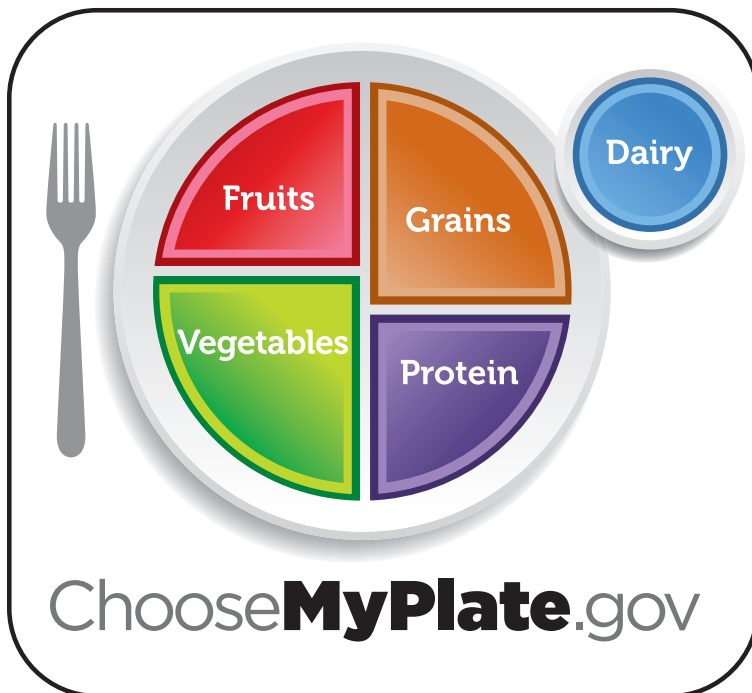 Dairy
Fruits
Grains
Vegetables
Protein
ChooseMyPlate.gov